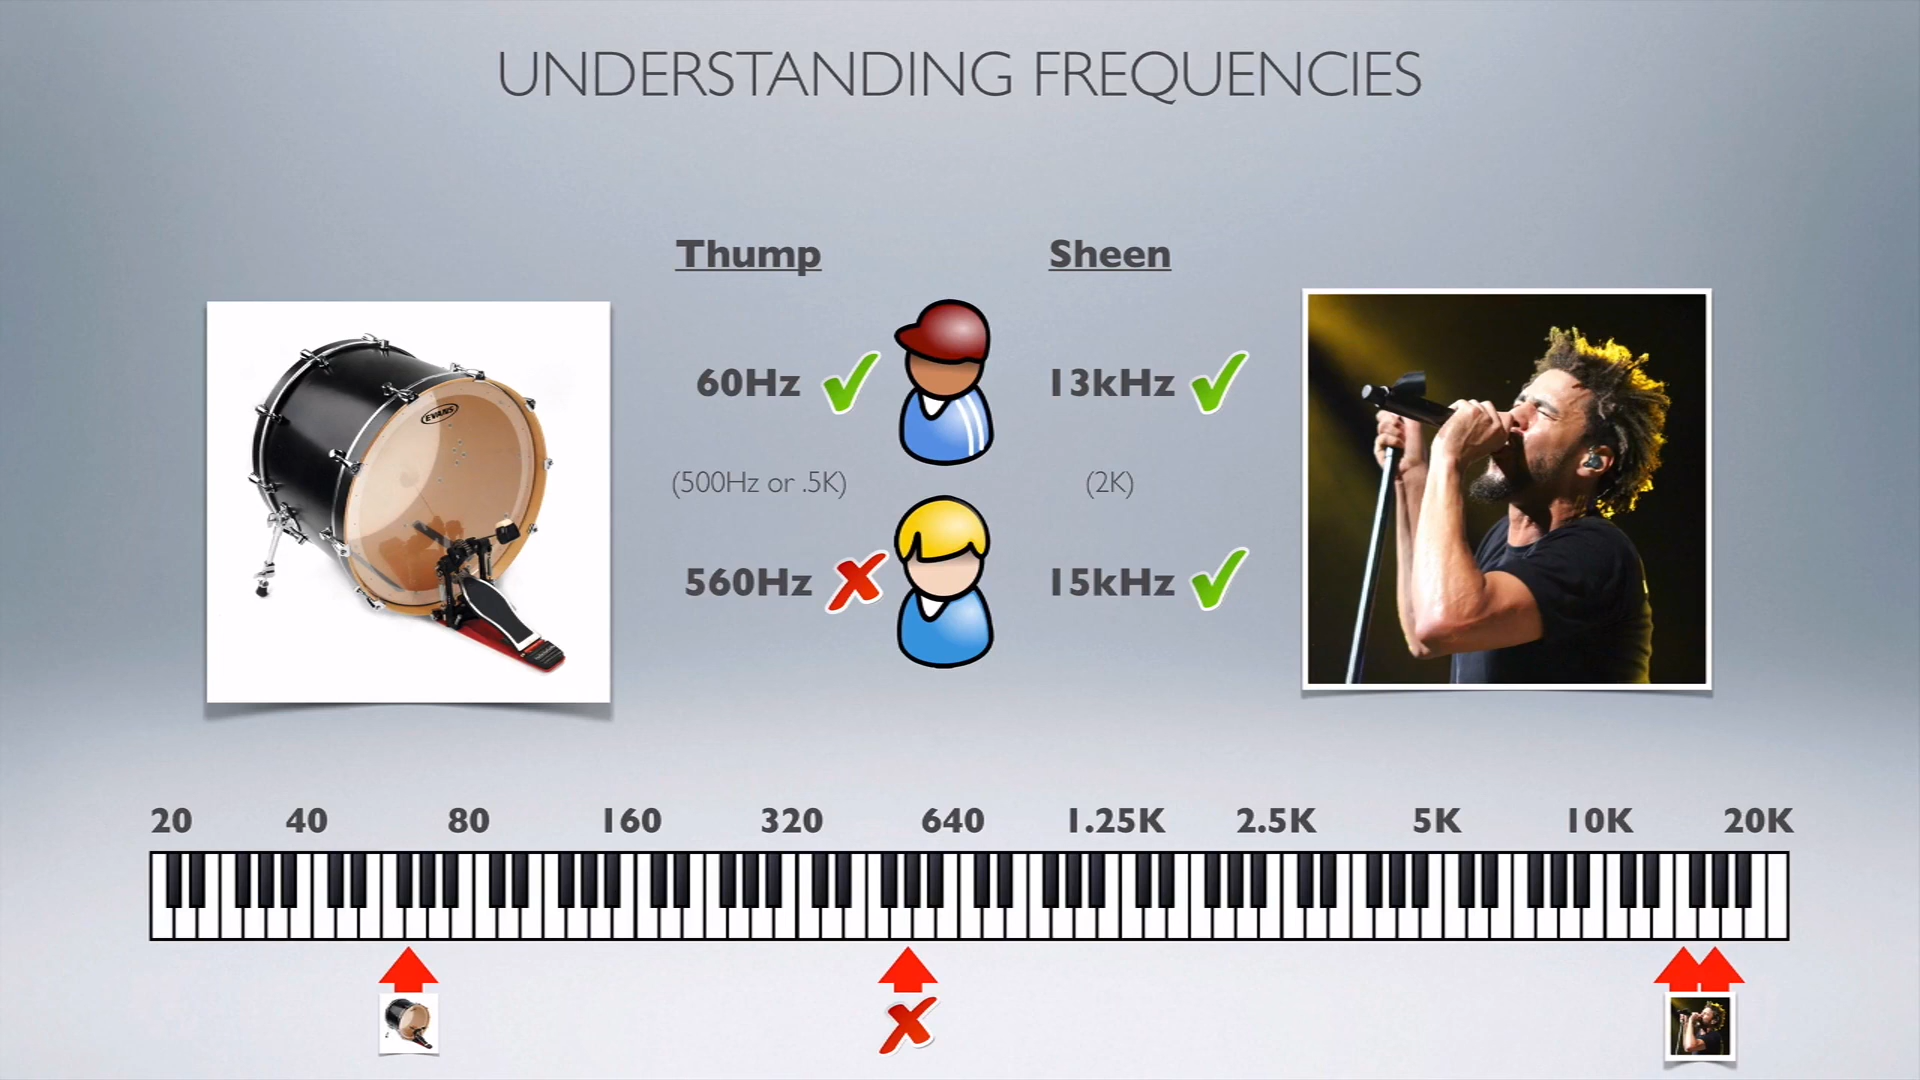 UNDERSTANDING FREQUENCIES
Thump Sheen
EVANS
60Hz 13kHz
(500Hz or .5K) (2K)
560Hz 15kHz
20 40 80 160 320 640 1.25K 2.5K 5K 10K 20K